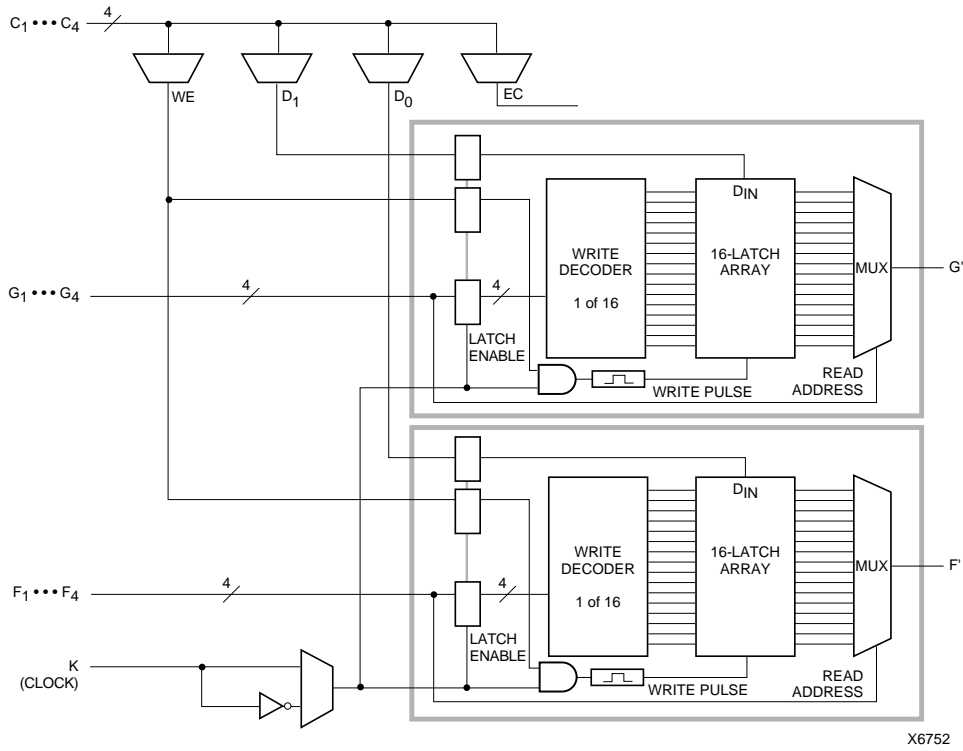 C1 ••• C4
4
WE
D1
D0
EC
DIN
WRITE
DECODER
1 of 16
16-LATCH
ARRAY
MUX
G'
G1 ••• G4
4
4
LATCH
ENABLE
WRITE PULSE
READ
ADDRESS
DIN
WRITE
DECODER
1 of 16
16-LATCH
ARRAY
MUX
F'
F1 ••• F4
4
4
LATCH
ENABLE
K
(CLOCK)
WRITE PULSE
READ
ADDRESS
X6752